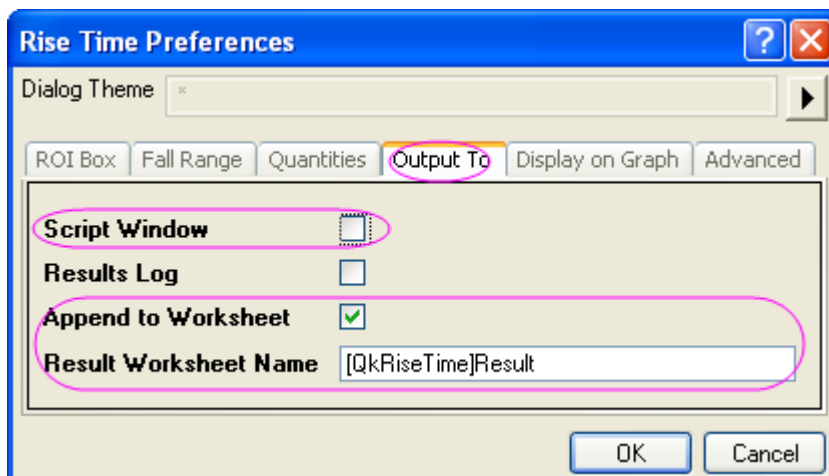 Rise Time Preferences
Dialog Theme *
ROI Box Fall Range Quantities Output To Display on Graph Advanced
Script Window
Results Log
Append to Worksheet
Result Worksheet Name [QkRiseTime]Result
OK Cancel